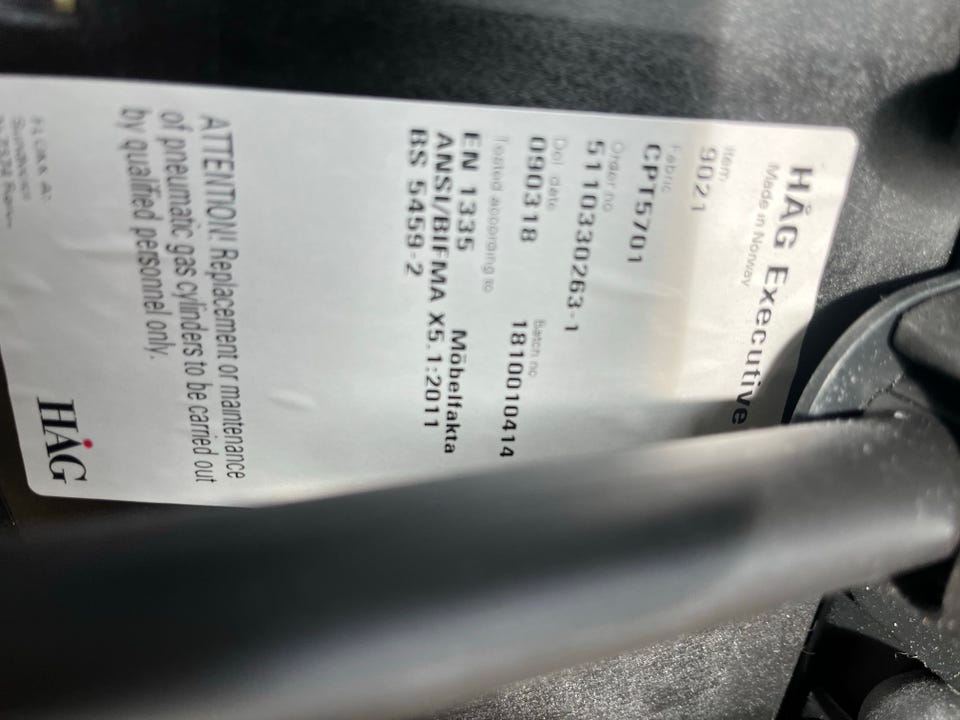 HÅG Executive
Made in Norway
Item
9021
Fabric
CPT5701
Order no
5110330263-1
Del. date
090318
Batch no
1810010414
Tested according to
EN 1335
Möbelfakta
ANSI/BIFMA X5.1:2011
BS 5459-2
ATTENTION! Replacement or maintenance
of pneumatic gas cylinders to be carried out
by qualified personnel only.
HÅG